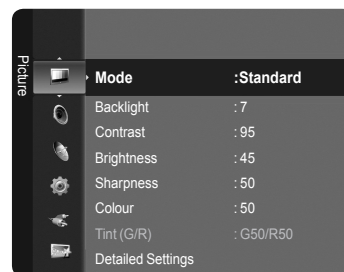 Picture
Mode :Standard
Backlight : 7
Contrast : 95
Brightness : 45
Sharpness : 50
Colour : 50
Tint (G/R) : G50/R50
Detailed Settings